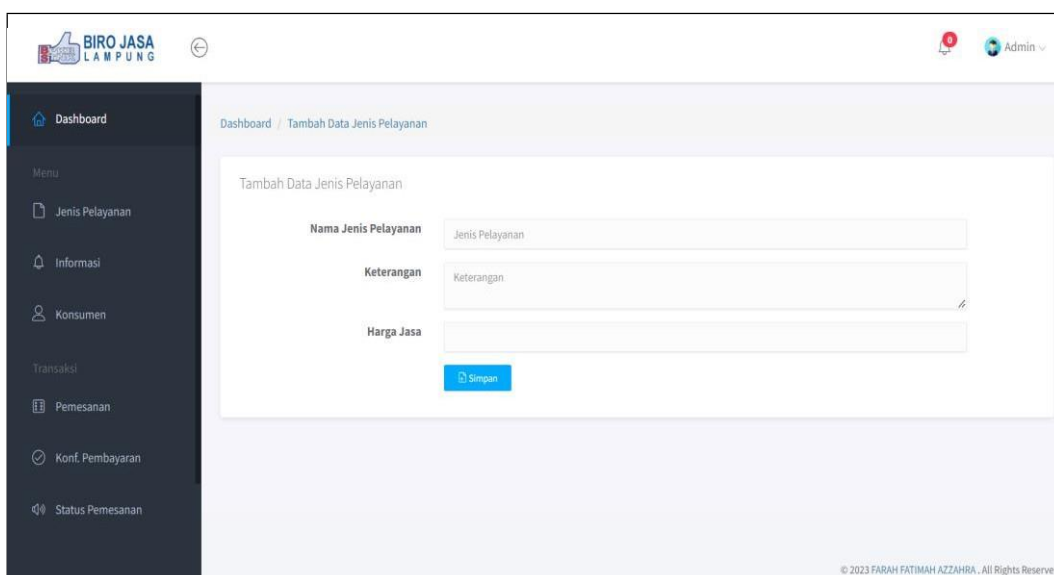 BIRO JASA
LAMPUNG
0
Admin
Dashboard
Dashboard / Tambah Data Jenis Pelayanan
Menu
Tambah Data Jenis Pelayanan
Jenis Pelayanan
Nama Jenis Pelayanan
Jenis Pelayanan
Informasi
Keterangan
Keterangan
Konsumen
Harga Jasa
Transaksi
Simpan
Pemesanan
Konf. Pembayaran
Status Pemesanan
© 2023 FARAH FATIMAH AZZAHRA . All Rights Reserve